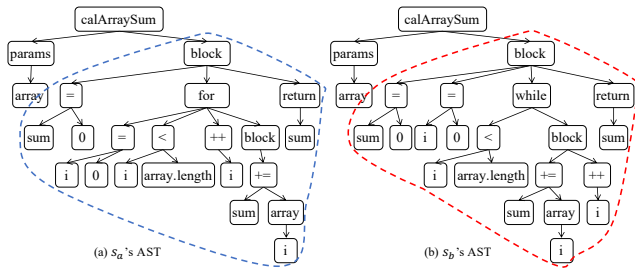 calArraySum
params block
array = for return
sum 0 = < ++ block sum
i 0 i array.length i +=
sum array
i
(a) s_a's AST
calArraySum
params block
array = = while return
sum 0 i 0 < block sum
i array.length += ++
sum array i
i
(b) s_b's AST